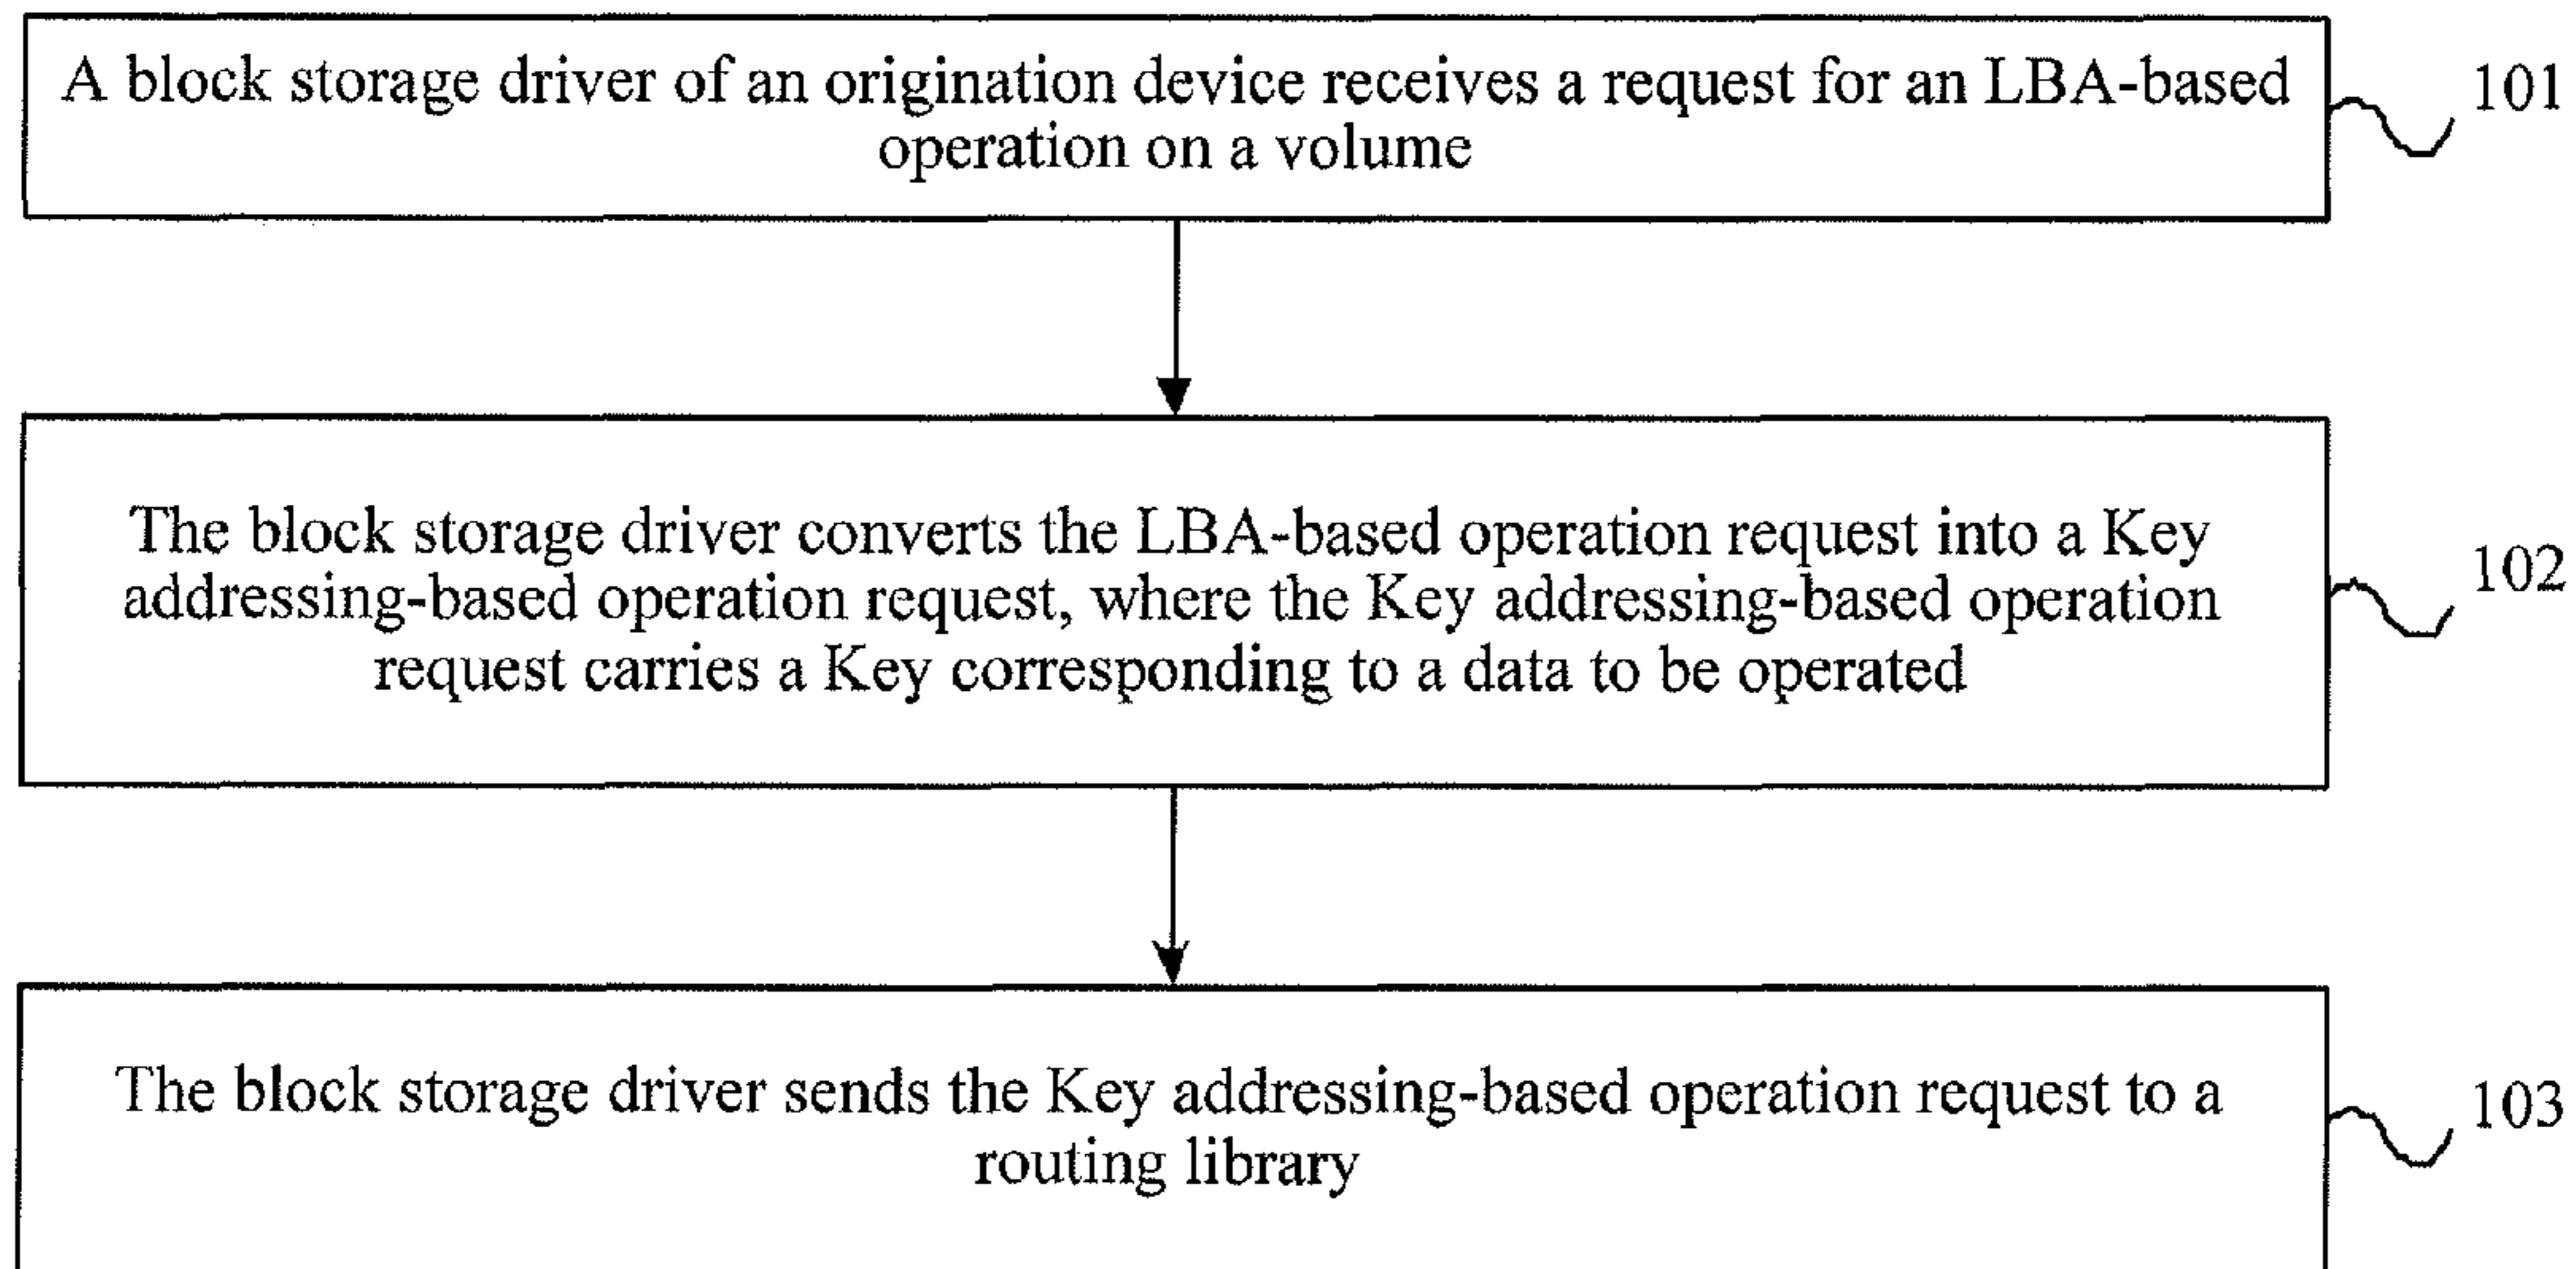 A block storage driver of an origination device receives a request for an LBA-based
operation on a volume
101
The block storage driver converts the LBA-based operation request into a Key
addressing-based operation request, where the Key addressing-based operation
request carries a Key corresponding to a data to be operated
102
The block storage driver sends the Key addressing-based operation request to a
routing library
103